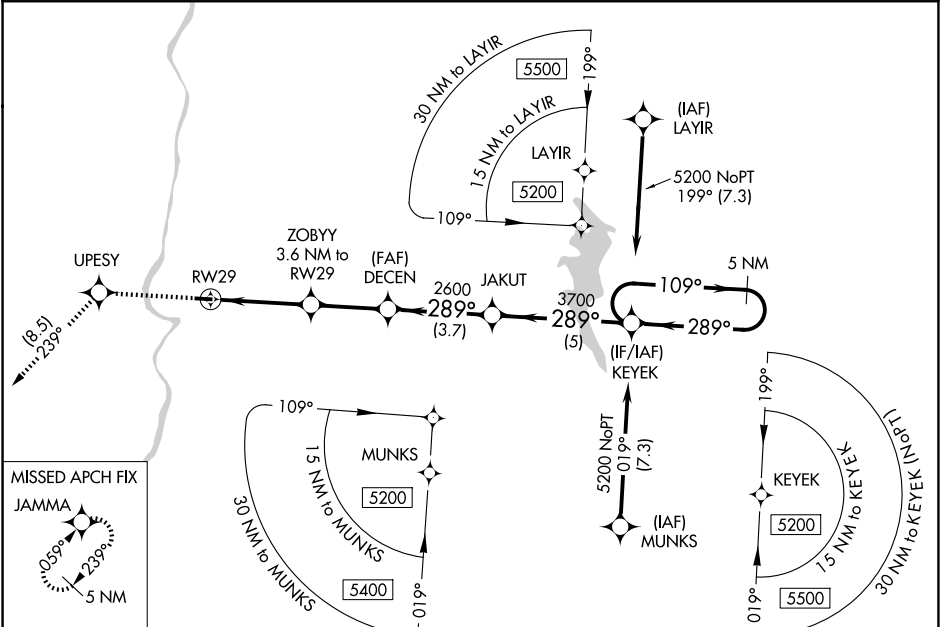 30 NM to LAYIR
5500
199°
15 NM to LAYIR
LAYIR
5200
109°
(IAF)
LAYIR
5200 NoPT
199° (7.3)
UPESY
RW29
ZOBYY
3.6 NM to
RW29
(FAF)
DECEN
2600
289°
(3.7)
JAKUT
3700
289°
(5)
(IF/IAF)
KEYEK
109°
5 NM
289°
(8.5)
239°
5200 NoPT
019°
(7.3)
(IAF)
MUNKS
109°
MUNKS
5200
15 NM to MUNKS
30 NM to MUNKS
5400
019°
199°
KEYEK
5200
15 NM to KEYEK
30 NM to KEYEK (NoPT)
5500
019°
MISSED APCH FIX
JAMMA
059°
239°
5 NM